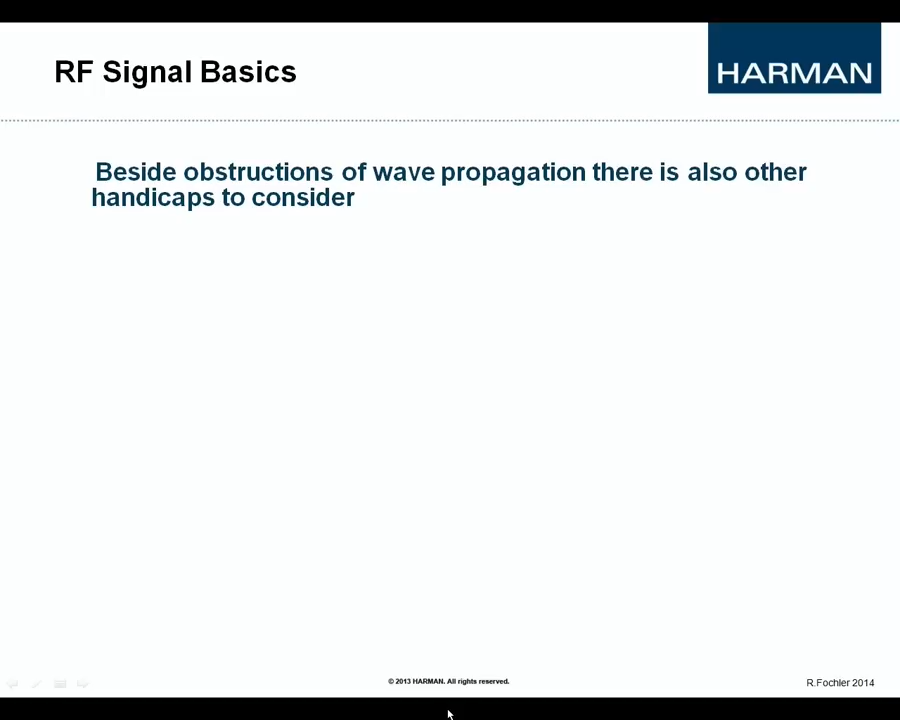 RF Signal Basics
HARMAN
Beside obstructions of wave propagation there is also other
handicaps to consider
© 2013 HARMAN. All rights reserved.
R.Fochler 2014